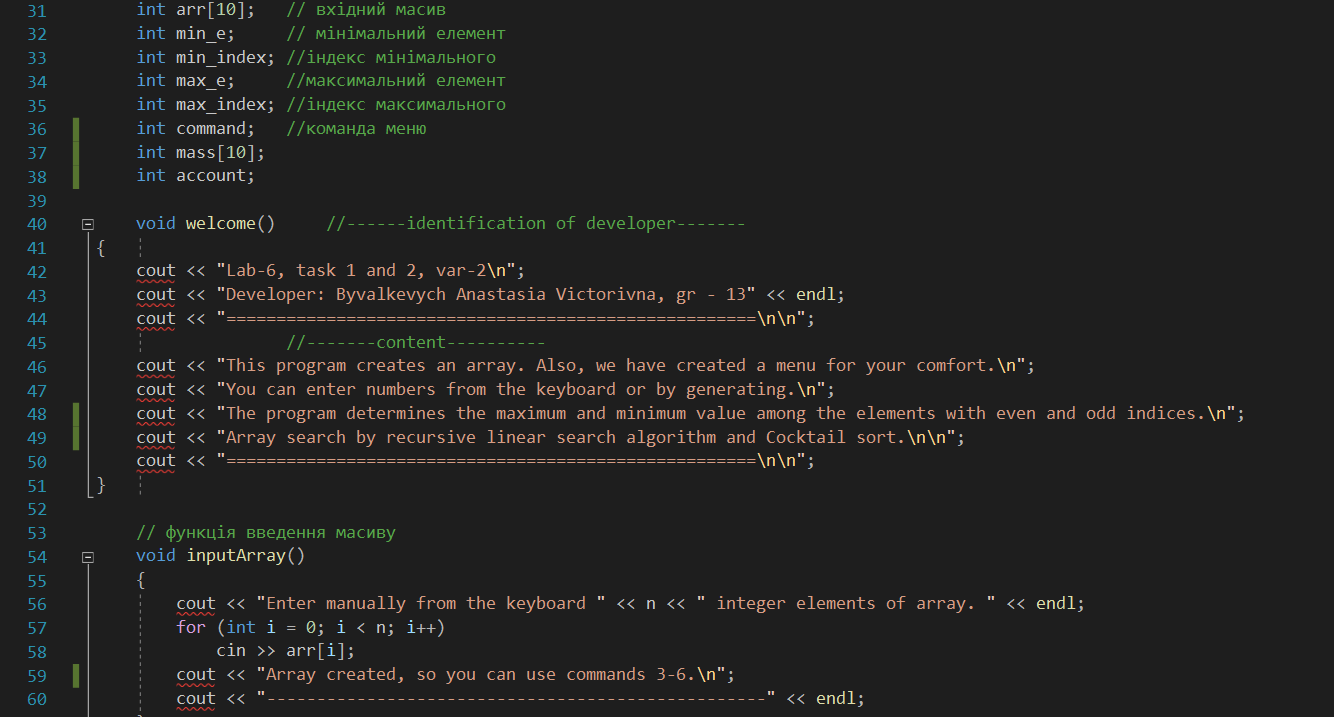 31 int arr[10]; // вхідний масив
32 int min_e; // мінімальний елемент
33 int min_index; //індекс мінімального
34 int max_e; //максимальний елемент
35 int max_index; //індекс максимального
36 int command; //команда меню
37 int mass[10];
38 int account;
39
40 void welcome() //------identification of developer-------
41 {
42 cout << "Lab-6, task 1 and 2, var-2\n";
43 cout << "Developer: Byvalkevych Anastasia Victorivna, gr - 13" << endl;
44 cout << "=====================================================\n\n";
45 //-------content----------
46 cout << "This program creates an array. Also, we have created a menu for your comfort.\n";
47 cout << "You can enter numbers from the keyboard or by generating.\n";
48 cout << "The program determines the maximum and minimum value among the elements with even and odd indices.\n";
49 cout << "Array search by recursive linear search algorithm and Cocktail sort.\n\n";
50 cout << "=====================================================\n\n";
51 }
52
53 // функція введення масиву
54 void inputArray()
55 {
56 cout << "Enter manually from the keyboard " << n << " integer elements of array. " << endl;
57 for (int i = 0; i < n; i++)
58 cin >> arr[i];
59 cout << "Array created, so you can use commands 3-6.\n";
60 cout << "--------------------------------------------------" << endl;